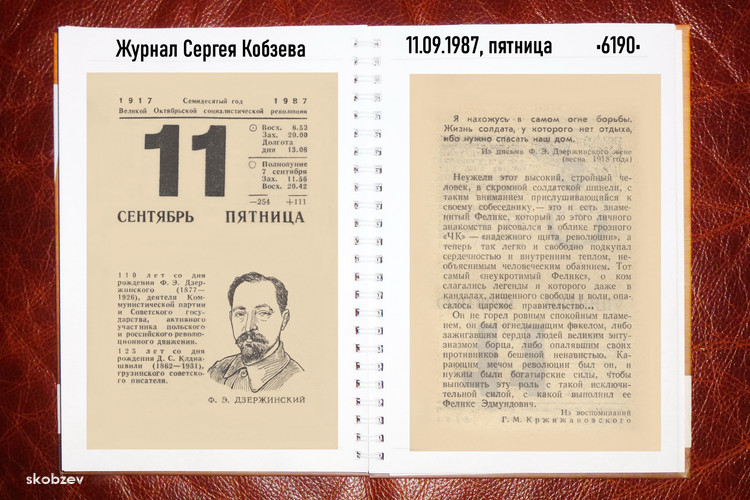 Журнал Сергея Кобзева
11.09.1987, пятница
·6190·
1917 Семидесятый год 1987
Великой Октябрьской социалистической революции
11
Восх. 6.52
Зах. 20.00
Долгота
дня 13.08
Полнолуние
7 сентября
Зах. 11.56
Восх. 20.42
—254 +111
СЕНТЯБРЬ ПЯТНИЦА
110 лет со дня
рождения Ф. Э. Дзер-
жинского (1877—
1926), деятеля Ком-
мунистической партии
и Советского госу-
дарства, активного
участника польского
и российского револю-
ционного движения.
125 лет со дня
рождения Д. С. Клдиа-
швили (1862—1931),
грузинского советско-
го писателя.
Ф. Э. ДЗЕРЖИНСКИЙ
Я нахожусь в самом огне борьбы.
Жизнь солдата, у которого нет отдыха,
ибо нужно спасать наш дом.
Из письма Ф. Э. Дзержинского жене
(весна 1918 года)
Неужели этот высокий, стройный че-
ловек, в скромной солдатской шинели, с
таким вниманием прислушивающийся к
своему собеседнику,— это и есть знаме-
нитый Феликс, который до этого личного
знакомства рисовался в облике грозного
«ЧК» — «надежного щита революции», а
теперь так легко и свободно подкупал
сердечностью и внутренним теплом, не-
объяснимым человеческим обаянием. Тот
самый «неукротимый Феликс», о ком
слагались легенды и которого даже в
кандалах, лишенного свободы и воли, опа-
салось царское правительство...
Он не горел ровным спокойным пламе-
нем, он был огнедышащим факелом, либо
зажигавшим сердца людей великим энту-
зиазмом борца, либо опалявшим своих
противников бешеной ненавистью. Ка-
рающим мечом революции был он, и
нужны были богатырские силы, чтобы
выполнить эту роль с такой исключи-
тельной силой, с какой выполнил ее
Феликс Эдмундович.
Из воспоминаний
Г. М. Кржижановского
skobzev